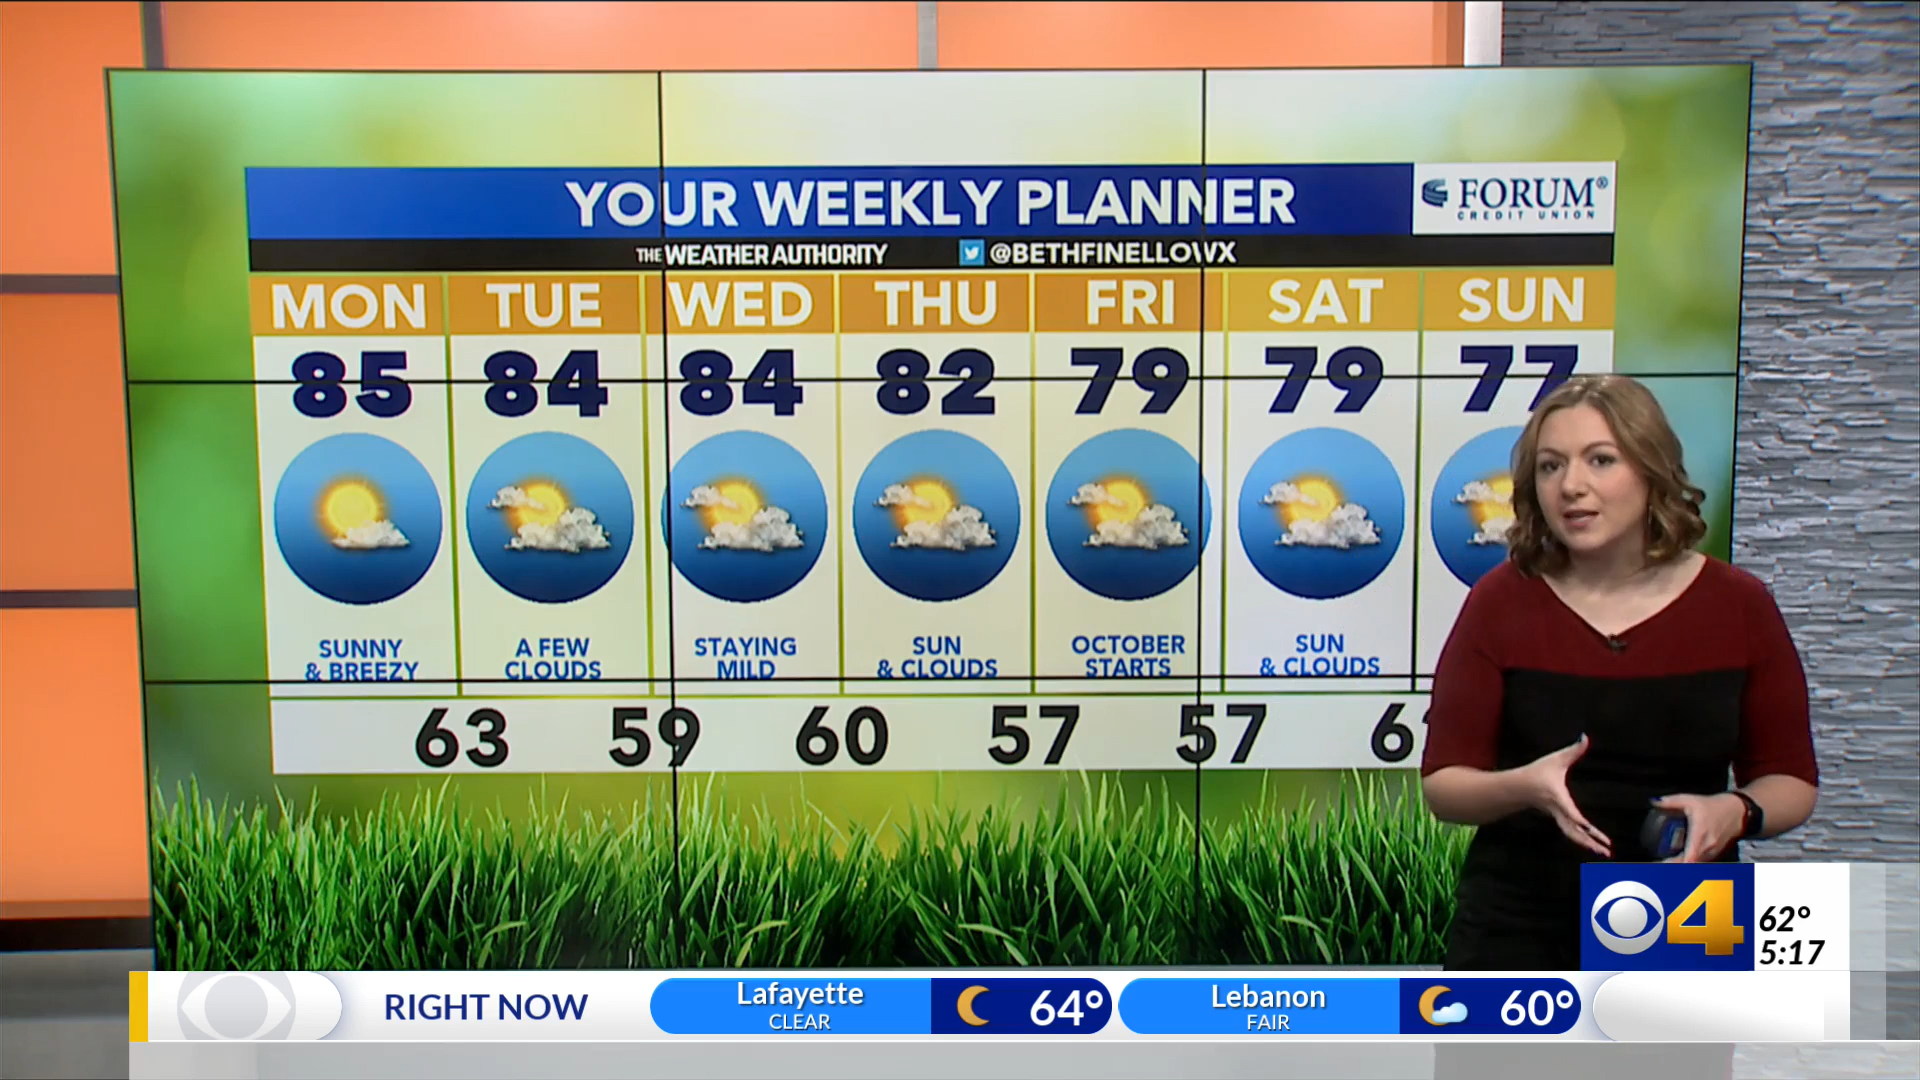 YOUR WEEKLY PLANNER
FORUM®
CREDIT UNION
THE WEATHER AUTHORITY @BETHFINELLOWX
MON TUE WED THU FRI SAT SUN
85 84 84 82 79 79 77
SUNNY & BREEZY
A FEW CLOUDS
STAYING MILD
SUN & CLOUDS
OCTOBER STARTS
SUN & CLOUDS
63 59 60 57 57
4
62°
5:17
RIGHT NOW
Lafayette
CLEAR
64°
Lebanon
FAIR
60°